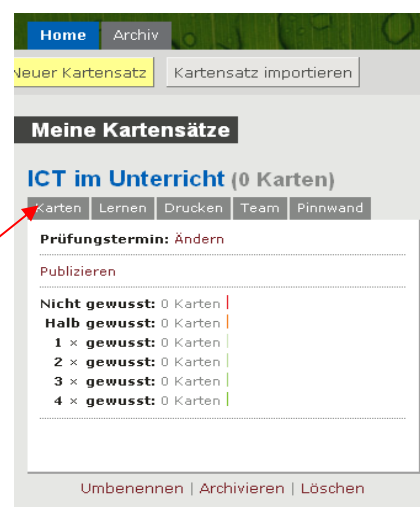 Home Archiv
Neuer Kartensatz Kartensatz importieren
Meine Kartensätze
ICT im Unterricht (0 Karten)
Karten Lernen Drucken Team Pinnwand
Prüfungstermin: Ändern
Publizieren
Nicht gewusst: 0 Karten
Halb gewusst: 0 Karten
1 × gewusst: 0 Karten
2 × gewusst: 0 Karten
3 × gewusst: 0 Karten
4 × gewusst: 0 Karten
Umbenennen | Archivieren | Löschen